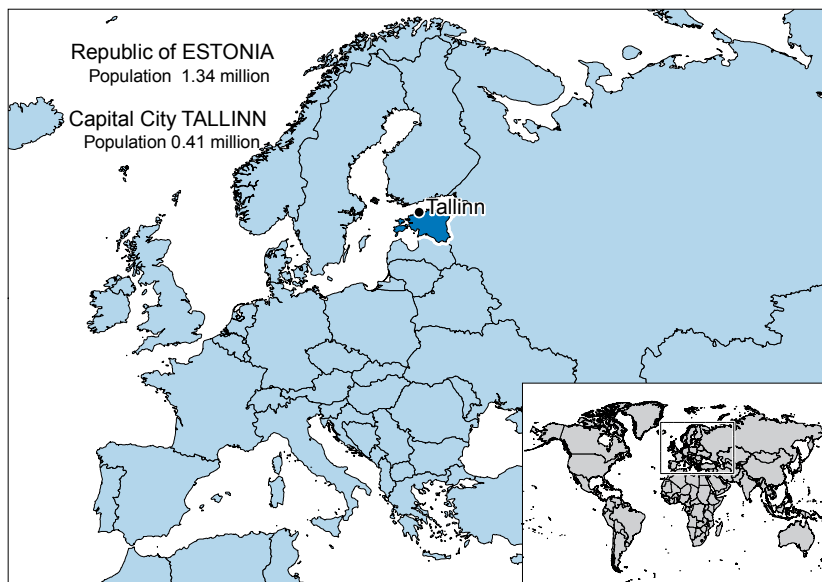 Republic of ESTONIA
Population 1.34 million
Capital City TALLINN
Population 0.41 million
Tallinn